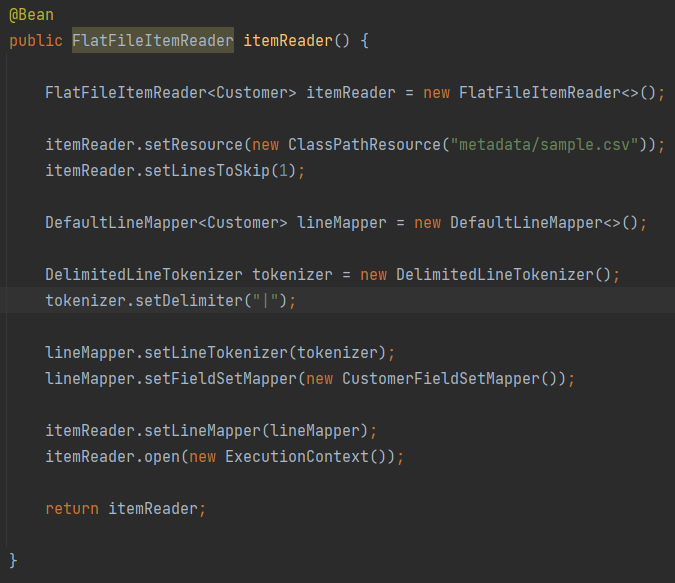 @Bean
public FlatFileItemReader itemReader() {
FlatFileItemReader<Customer> itemReader = new FlatFileItemReader<>();
itemReader.setResource(new ClassPathResource("metadata/sample.csv"));
itemReader.setLinesToSkip(1);
DefaultLineMapper<Customer> lineMapper = new DefaultLineMapper<>();
DelimitedLineTokenizer tokenizer = new DelimitedLineTokenizer();
tokenizer.setDelimiter("|");
lineMapper.setLineTokenizer(tokenizer);
lineMapper.setFieldSetMapper(new CustomerFieldSetMapper());
itemReader.setLineMapper(lineMapper);
itemReader.open(new ExecutionContext());
return itemReader;
}